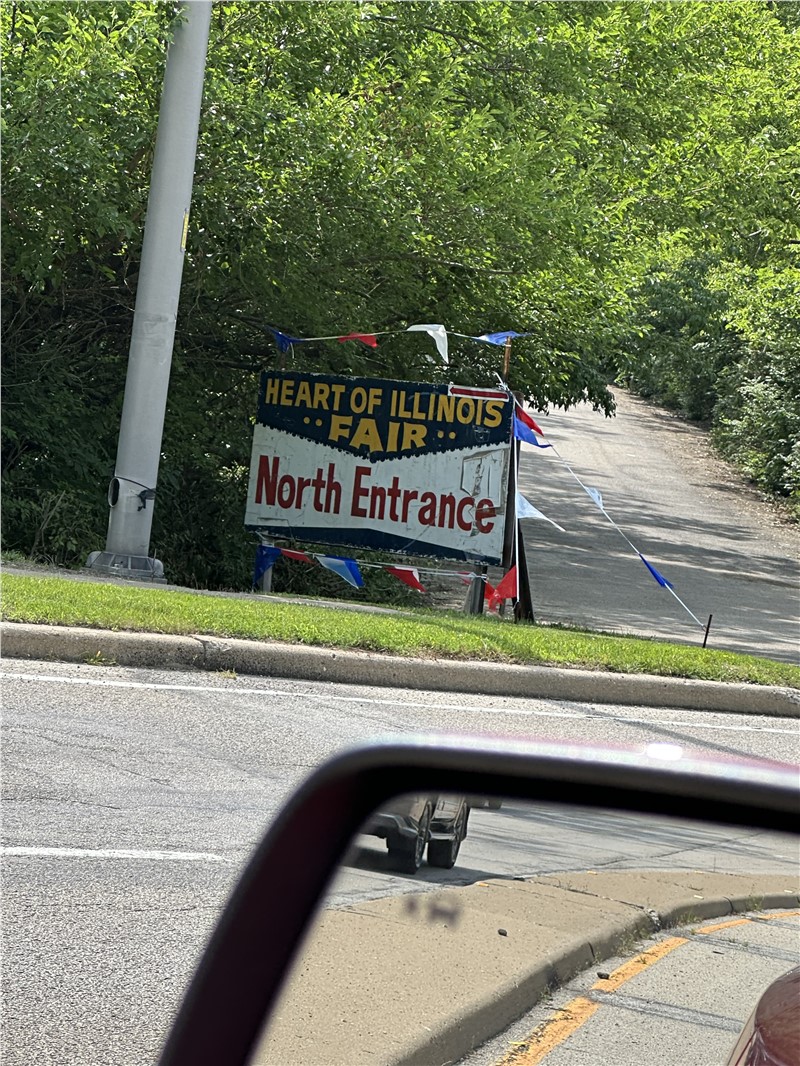 HEART OF ILLINOIS
FAIR
North Entrance